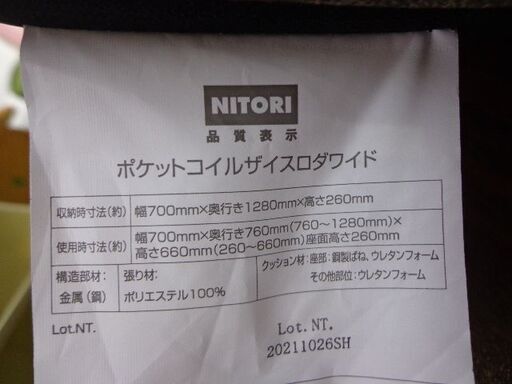 NITORI
品質表示
ポケットコイルザイスロダワイド
収納時寸法(約) 幅700mm×奥行き1280mm×高さ260mm
使用時寸法(約) 幅700mm×奥行き760mm(760〜1280mm)×
高さ660mm(260〜660mm)座面高さ260mm
構造部材: 張り材: クッション材:座部:鋼製ばね、ウレタンフォーム
金属(鋼) ポリエステル100% その他部位:ウレタンフォーム
Lot.NT. Lot.NT.
20211026SH